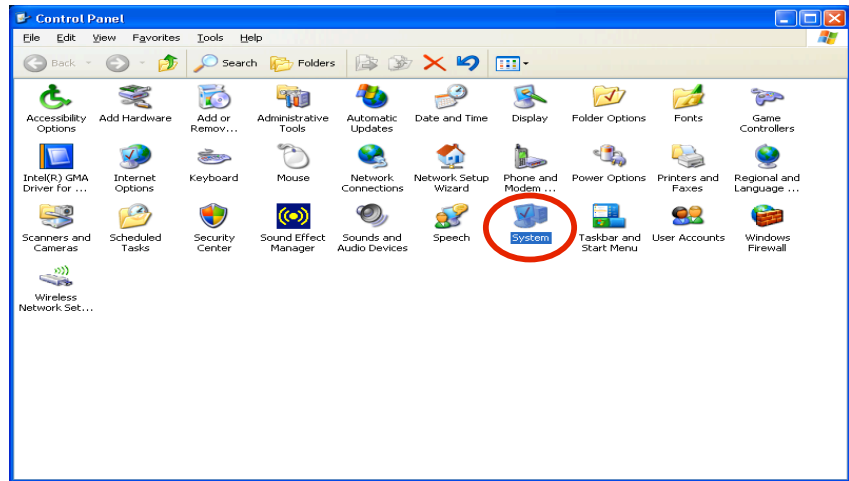 Control Panel
File Edit View Favorites Tools Help
Back Search Folders
Accessibility Options
Add Hardware
Add or Remov...
Administrative Tools
Automatic Updates
Date and Time
Display
Folder Options
Fonts
Game Controllers
Intel(R) GMA Driver for ...
Internet Options
Keyboard
Mouse
Network Connections
Network Setup Wizard
Phone and Modem ...
Power Options
Printers and Faxes
Regional and Language ...
Scanners and Cameras
Scheduled Tasks
Security Center
Sound Effect Manager
Sounds and Audio Devices
Speech
System
Taskbar and Start Menu
User Accounts
Windows Firewall
Wireless Network Set...